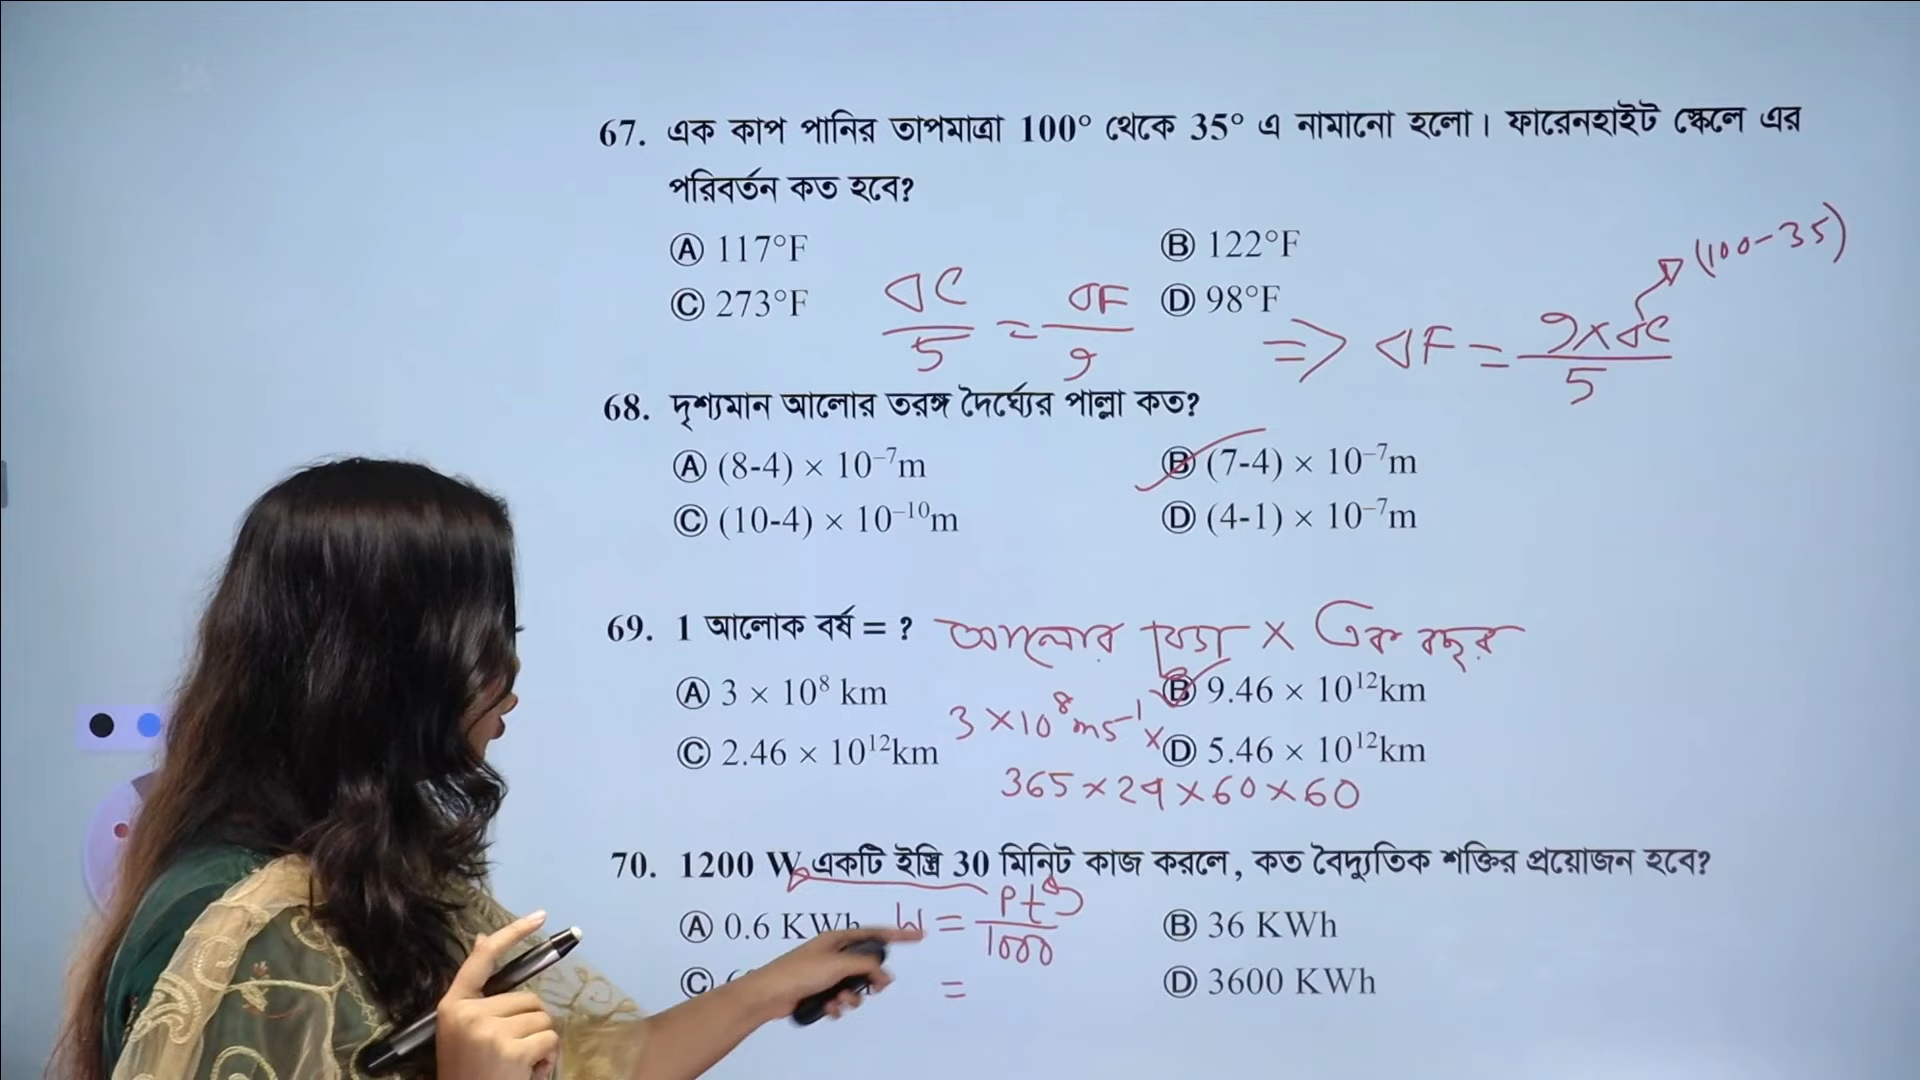 67. এক কাপ পানির তাপমাত্রা 100° থেকে 35° এ নামানো হলো। ফারেনহাইট স্কেলে এর
পরিবর্তন কত হবে?
Ⓐ 117°F Ⓑ 122°F
Ⓒ 273°F Ⓓ 98°F
ΔC/5 = ΔF/9 ⇒ ΔF = 9×ΔC/5 (100-35)
68. দৃশ্যমান আলোর তরঙ্গ দৈর্ঘ্যের পাল্লা কত?
Ⓐ (8-4) × 10⁻⁷m Ⓑ (7-4) × 10⁻⁷m
Ⓒ (10-4) × 10⁻¹⁰m Ⓓ (4-1) × 10⁻⁷m
69. 1 আলোক বর্ষ = ? আলোর বেগ × এক বছর
Ⓐ 3 × 10⁸ km Ⓑ 9.46 × 10¹²km
3×10⁸ms⁻¹ ×
Ⓒ 2.46 × 10¹²km Ⓓ 5.46 × 10¹²km
365×24×60×60
70. 1200 W একটি ইস্ত্রি 30 মিনিট কাজ করলে, কত বৈদ্যুতিক শক্তির প্রয়োজন হবে?
Ⓐ 0.6 KWh W = Pt/1000 Ⓑ 36 KWh
Ⓒ = Ⓓ 3600 KWh